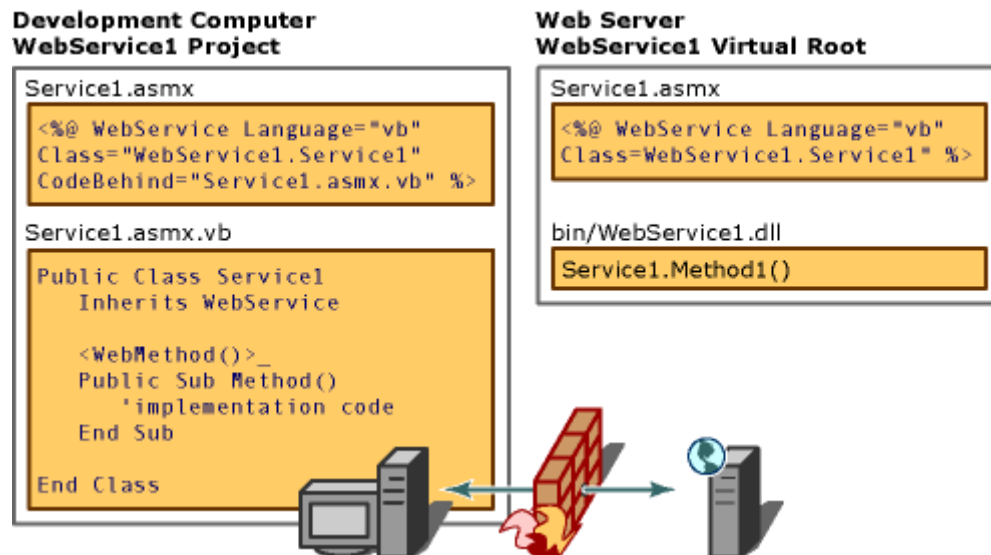 Development Computer
WebService1 Project
Service1.asmx
<%@ WebService Language="vb"
Class="WebService1.Service1"
CodeBehind="Service1.asmx.vb" %>
Service1.asmx.vb
Public Class Service1
Inherits WebService
<WebMethod()>_
Public Sub Method()
'implementation code
End Sub
End Class
Web Server
WebService1 Virtual Root
Service1.asmx
<%@ WebService Language="vb"
Class=WebService1.Service1" %>
bin/WebService1.dll
Service1.Method1()